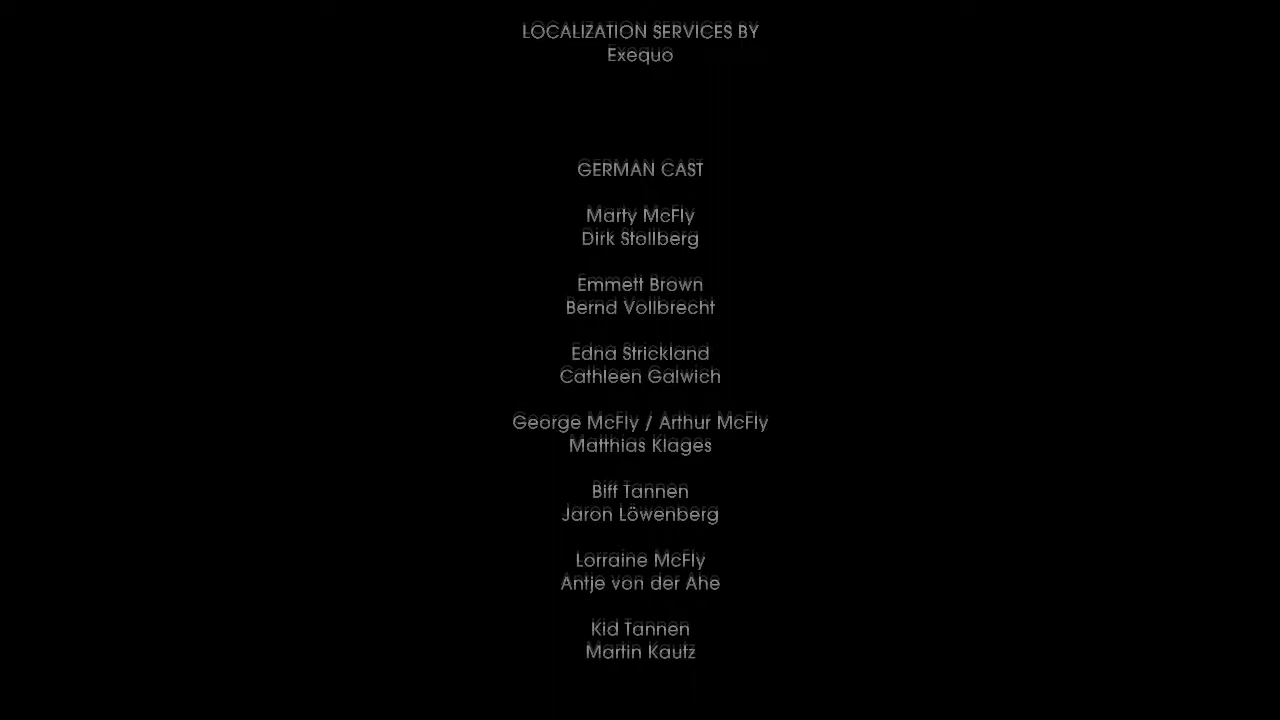 LOCALIZATION SERVICES BY
Exequo
GERMAN CAST
Marty McFly
Dirk Stollberg
Emmett Brown
Bernd Vollbrecht
Edna Strickland
Cathleen Galwich
George McFly / Arthur McFly
Matthias Klages
Biff Tannen
Jaron Löwenberg
Lorraine McFly
Antje von der Ahe
Kid Tannen
Martin Kautz